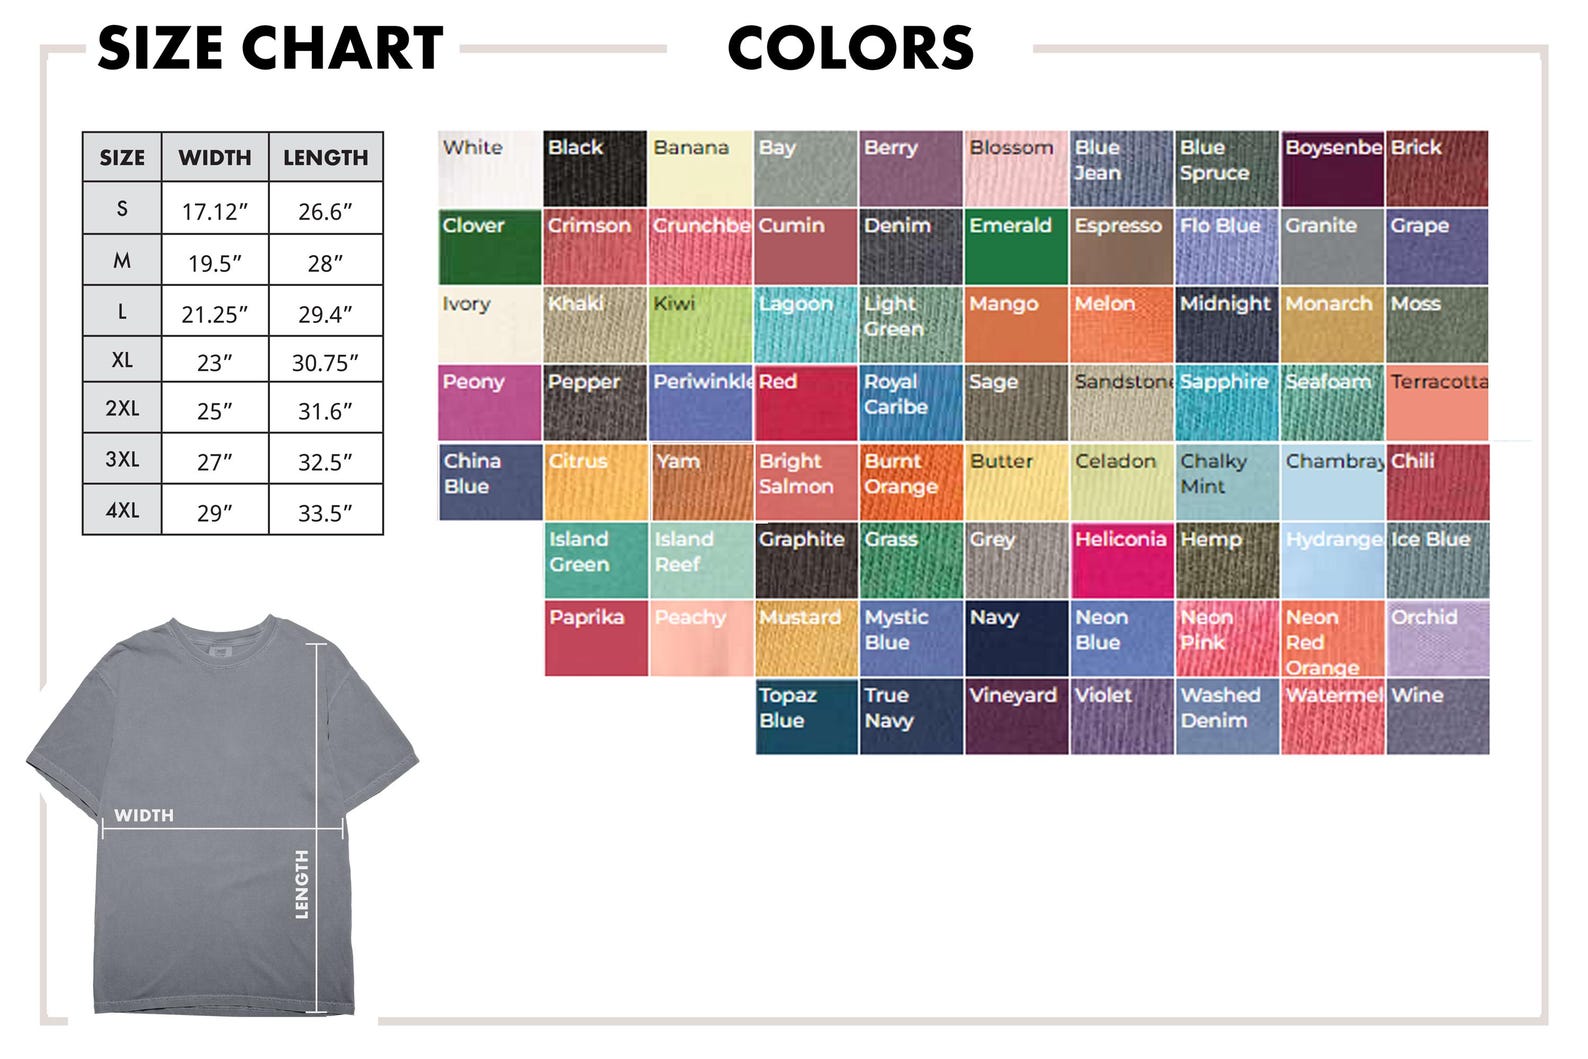 SIZE CHART
COLORS
SIZE WIDTH LENGTH
S 17.12” 26.6”
M 19.5” 28”
L 21.25” 29.4”
XL 23” 30.75”
2XL 25” 31.6”
3XL 27” 32.5”
4XL 29” 33.5”
White Black Banana Bay Berry Blossom Blue Jean Blue Spruce Boysenbe Brick
Clover Crimson Crunchbe Cumin Denim Emerald Espresso Flo Blue Granite Grape
Ivory Khaki Kiwi Lagoon Light Green Mango Melon Midnight Monarch Moss
Peony Pepper Periwinkle Red Royal Caribe Sage Sandstone Sapphire Seafoam Terracotta
China Blue Citrus Yam Bright Salmon Burnt Orange Butter Celadon Chalky Mint Chambray Chili
Island Green Island Reef Graphite Grass Grey Heliconia Hemp Hydrange Ice Blue
Paprika Peachy Mustard Mystic Blue Navy Neon Blue Neon Pink Neon Red Orange Orchid
Topaz Blue True Navy Vineyard Violet Washed Denim Watermel Wine
WIDTH
LENGTH